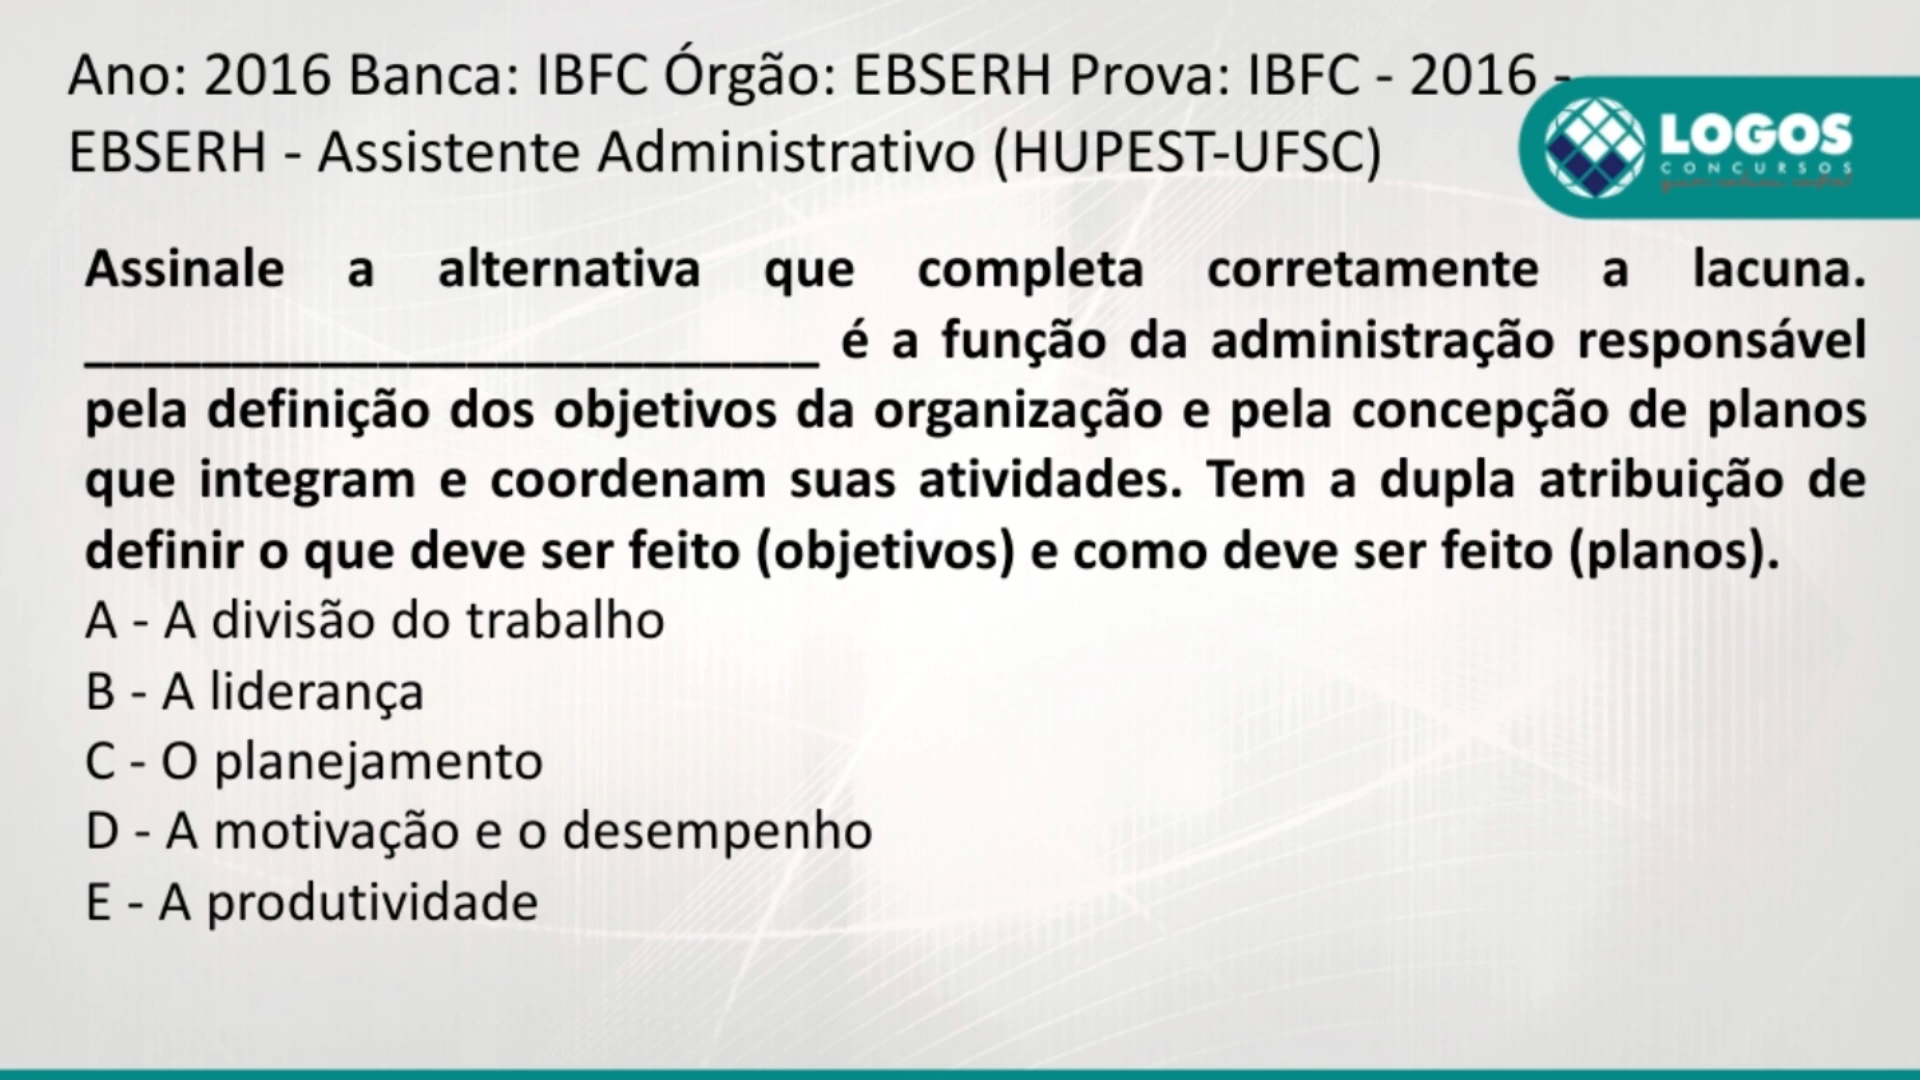 Ano: 2016 Banca: IBFC Órgão: EBSERH Prova: IBFC - 2016 -
EBSERH - Assistente Administrativo (HUPEST-UFSC)
LOGOS
CONCURSOS
Assinale a alternativa que completa corretamente a lacuna.
_________________________ é a função da administração responsável
pela definição dos objetivos da organização e pela concepção de planos
que integram e coordenam suas atividades. Tem a dupla atribuição de
definir o que deve ser feito (objetivos) e como deve ser feito (planos).
A - A divisão do trabalho
B - A liderança
C - O planejamento
D - A motivação e o desempenho
E - A produtividade